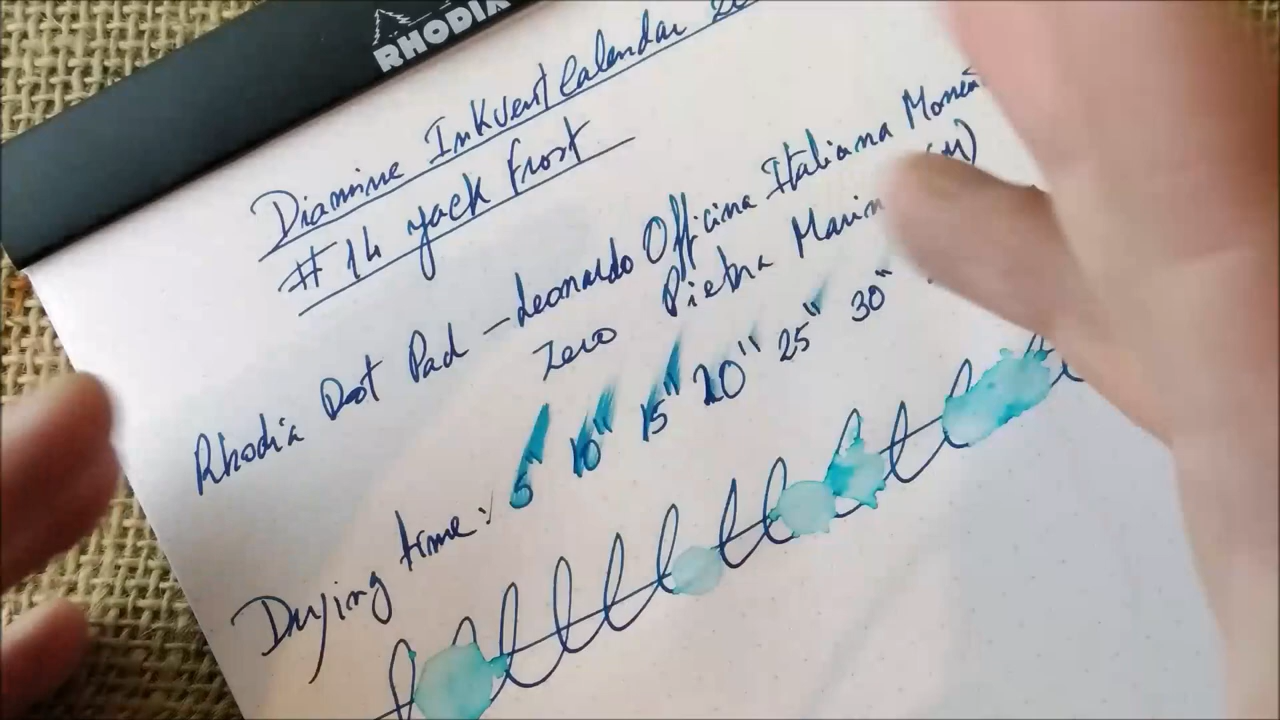 RHODIA
Diamine Inkvent Calendar
#14 Jack Frost
Rhodia Dot Pad - Leonardo Officina Italiana
Zero Pietra Marin (M)
Drying time: 5" 10" 15" 20" 25" 30"